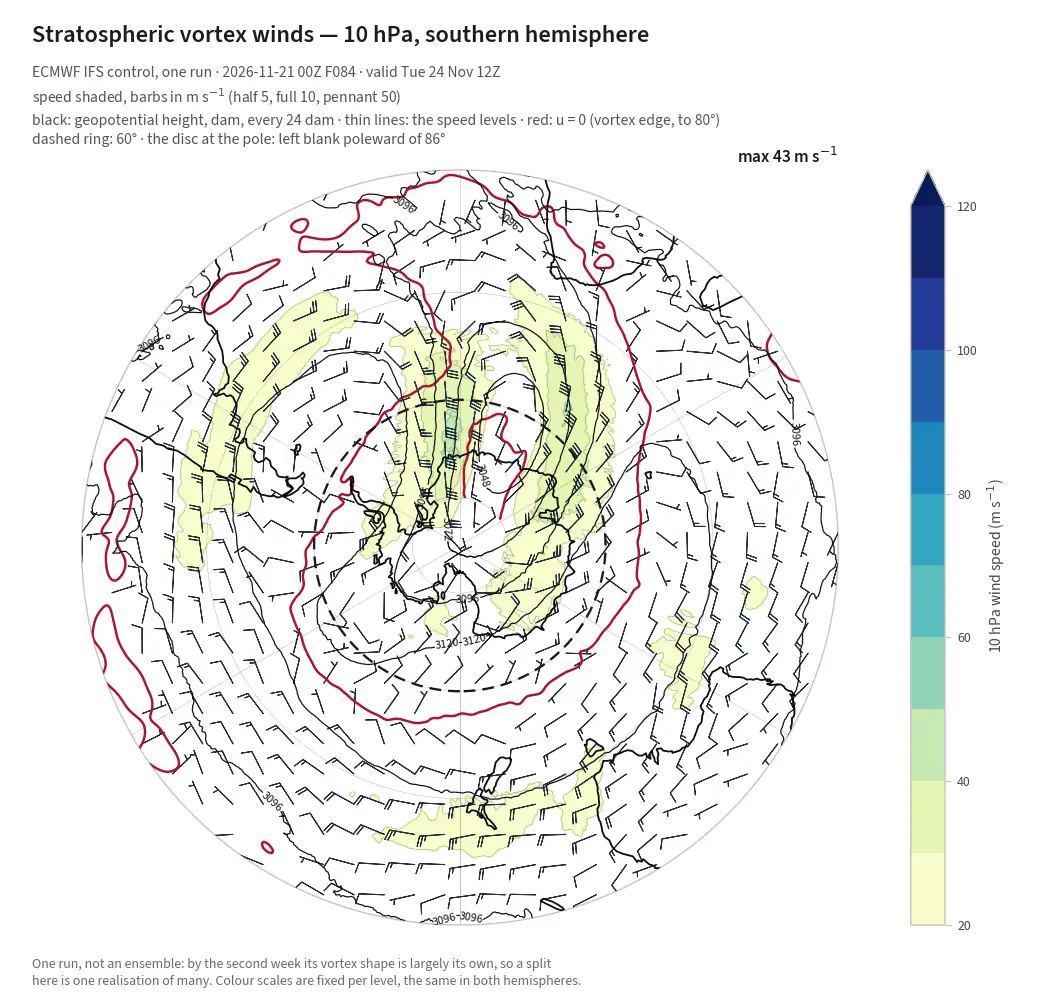 Stratospheric vortex winds — 10 hPa, southern hemisphere
ECMWF IFS control, one run · 2026-11-21 00Z F084 · valid Tue 24 Nov 12Z
speed shaded, barbs in m s⁻¹ (half 5, full 10, pennant 50)
black: geopotential height, dam, every 24 dam · thin lines: the speed levels · red: u = 0 (vortex edge, to 80°)
dashed ring: 60° · the disc at the pole: left blank poleward of 86°
max 43 m s⁻¹
3096
3096
3096
3096
3048
3072
3096
3120
3120
3096
3096
3096
120
100
80
60
40
20
10 hPa wind speed (m s⁻¹)
One run, not an ensemble: by the second week its vortex shape is largely its own, so a split
here is one realisation of many. Colour scales are fixed per level, the same in both hemispheres.